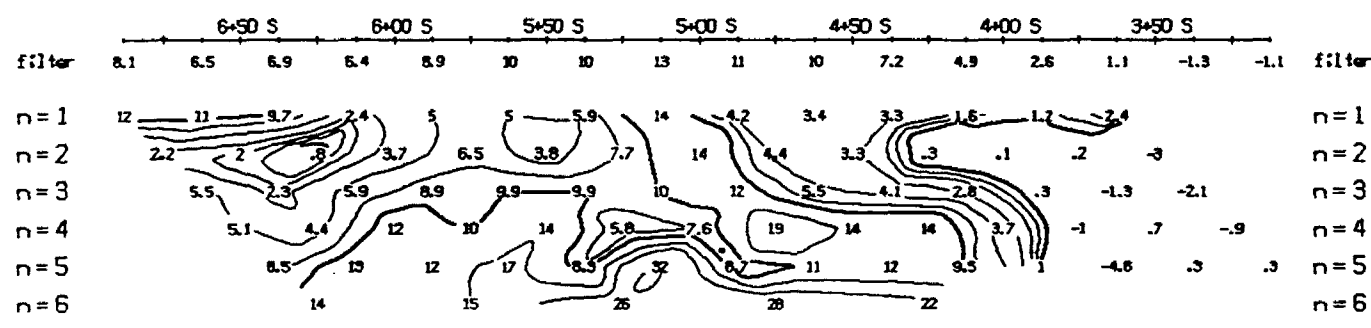 6+50 S 6+00 S 5+50 S 5+00 S 4+50 S 4+00 S 3+50 S
filter 8.1 6.5 6.9 6.4 8.9 10 10 13 11 10 7.2 4.9 2.6 1.1 -1.3 -1.1 filter
n=1 12 11 9.7 2.4 5 5 5.9 14 4.2 3.4 3.3 1.6 1.2 2.4 n=1
n=2 2.2 2 .8 3.7 6.5 3.8 7.7 14 4.4 3.3 .3 .1 .2 -3 n=2
n=3 5.5 2.3 5.9 8.9 9.9 9.9 10 12 5.5 4.1 2.8 .3 -1.3 -2.1 n=3
n=4 5.1 4.4 12 10 14 5.8 7.6 19 14 14 3.7 -1 .7 -.9 n=4
n=5 8.5 13 12 17 8.3 32 8.7 11 12 9.5 1 -4.8 .3 .3 n=5
n=6 14 15 26 28 22 n=6